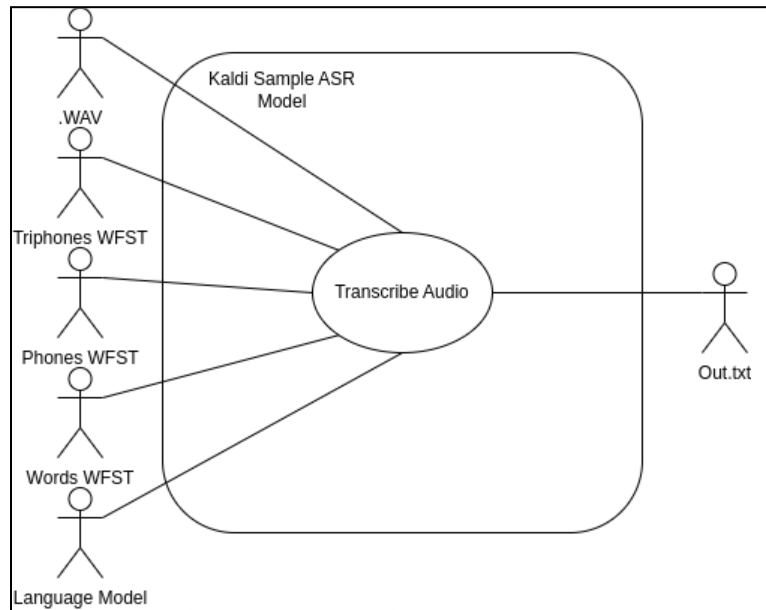 Kaldi Sample ASR
Model
.WAV
Triphones WFST
Phones WFST
Words WFST
Language Model
Transcribe Audio
Out.txt